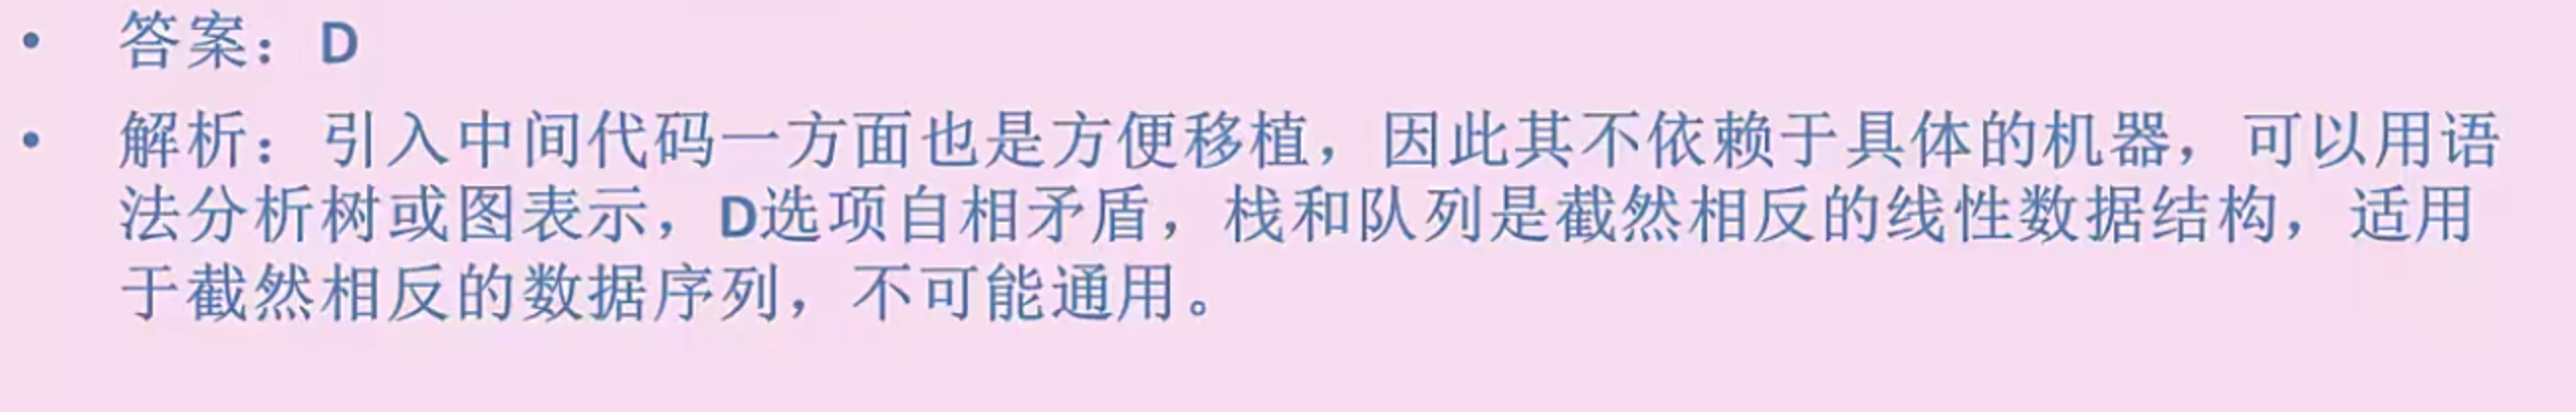 • 答案：D
• 解析：引入中间代码一方面也是方便移植，因此其不依赖于具体的机器，可以用语
法分析树或图表示，D选项自相矛盾，栈和队列是截然相反的线性数据结构，适用
于截然相反的数据序列，不可能通用。